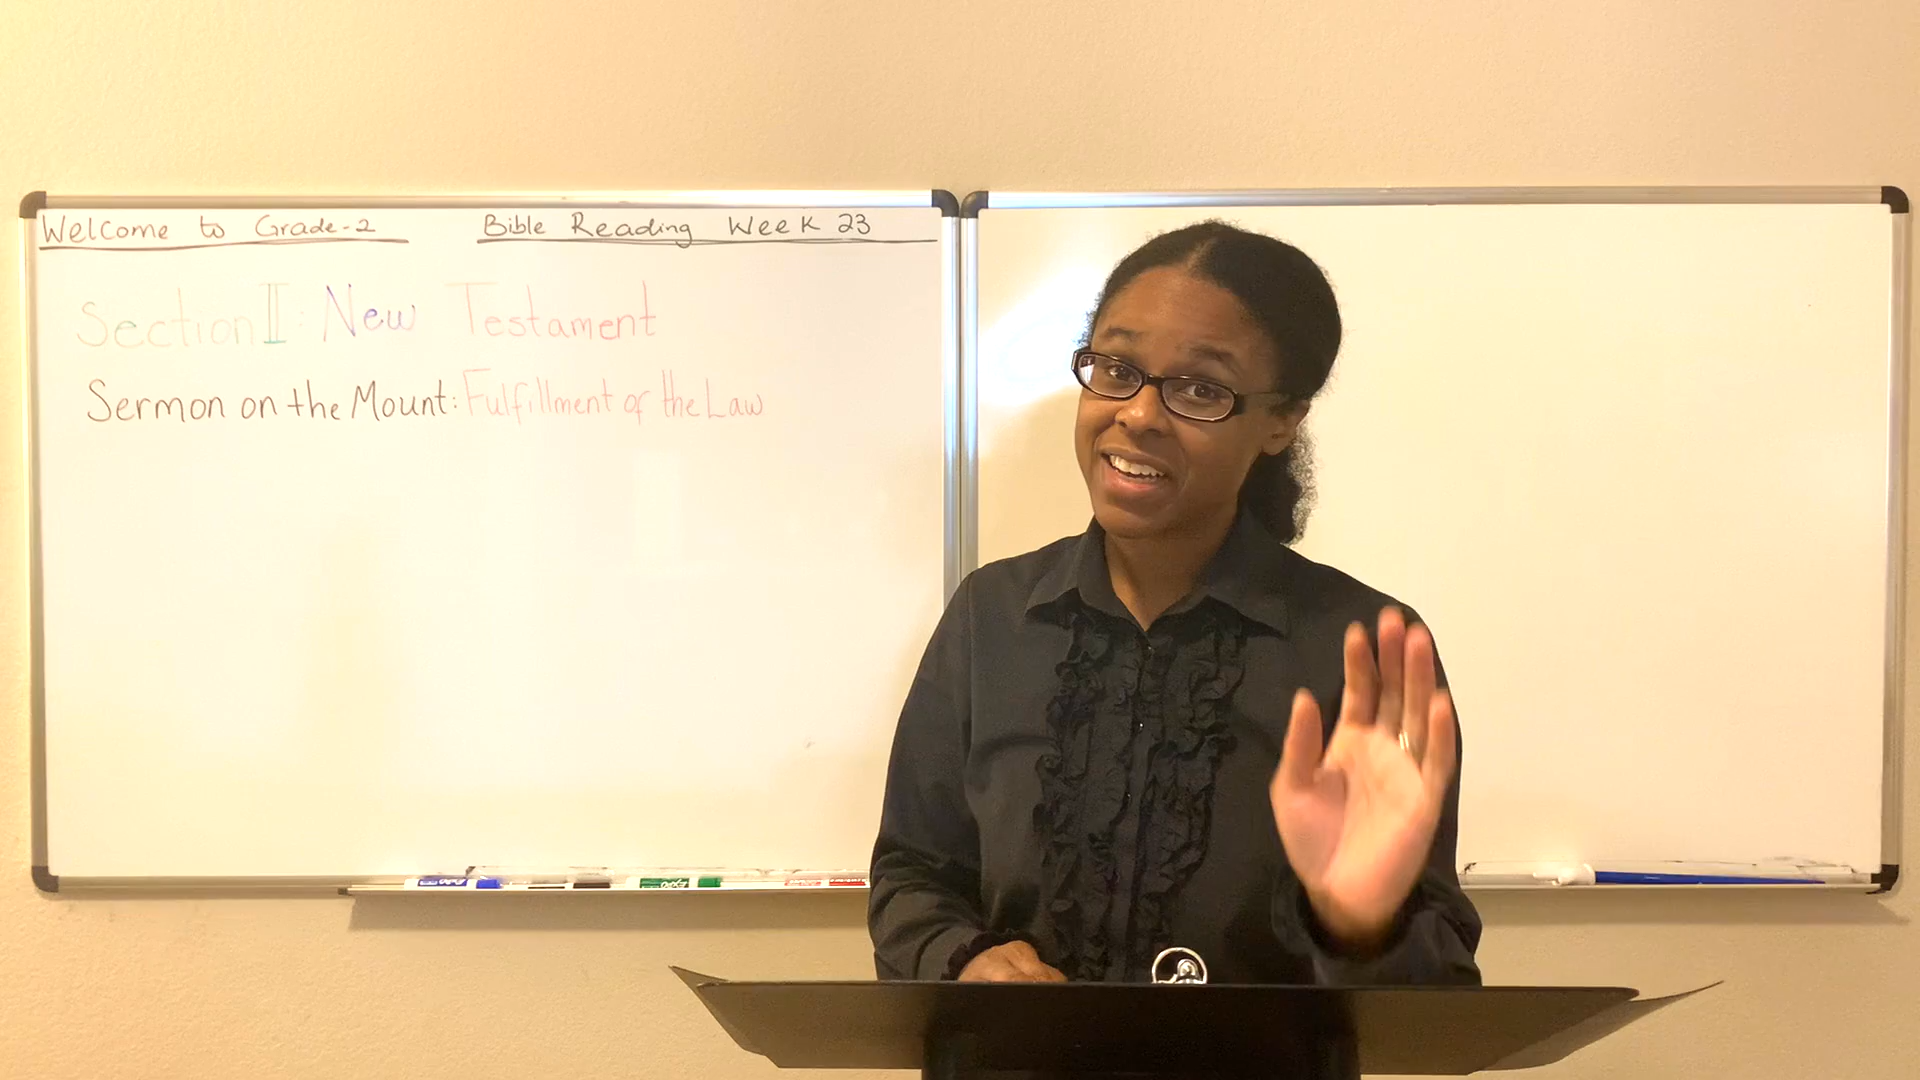 Welcome to Grade-2 Bible Reading Week 23
Section II: New Testament
Sermon on the Mount: Fulfillment of the Law